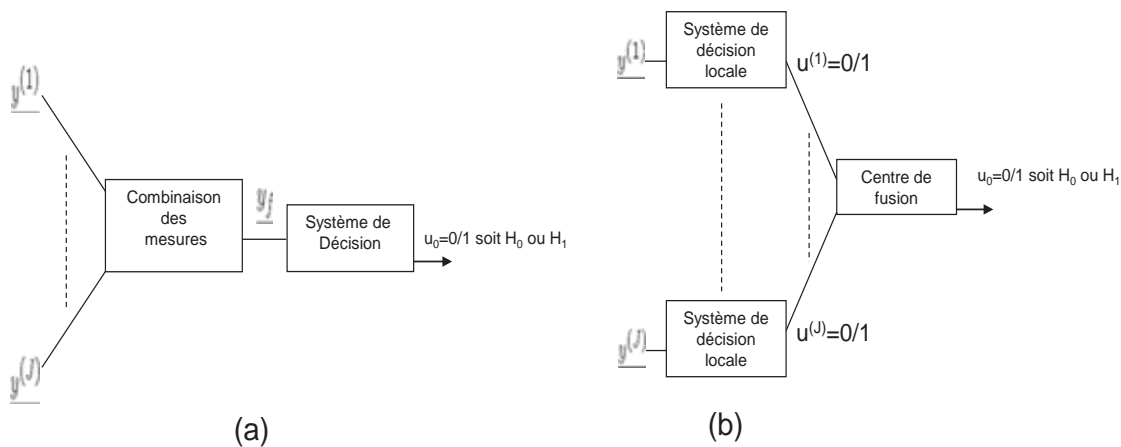 y(1)
Combinaison
des
mesures
y(J)
yf
Système de
Décision
u0=0/1 soit H0 ou H1
(a)
y(1)
Système de
décision
locale
u(1)=0/1
Centre de
fusion
u0=0/1 soit H0 ou H1
y(J)
Système de
décision
locale
u(J)=0/1
(b)